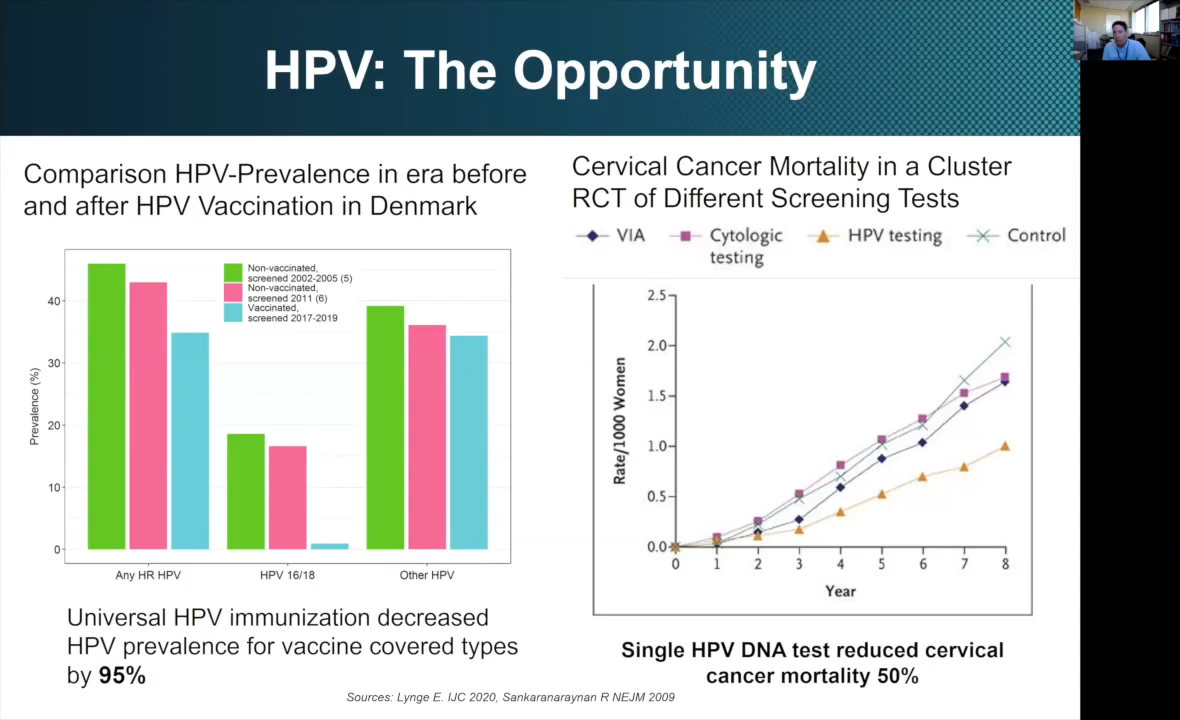 HPV: The Opportunity
Comparison HPV-Prevalence in era before
and after HPV Vaccination in Denmark
Non-vaccinated,
screened 2002-2005 (5)
Non-vaccinated,
screened 2011 (6)
Vaccinated,
screened 2017-2019
Prevalence (%)
40
30
20
10
0
Any HR HPV
HPV 16/18
Other HPV
Universal HPV immunization decreased
HPV prevalence for vaccine covered types
by 95%
Cervical Cancer Mortality in a Cluster
RCT of Different Screening Tests
VIA
Cytologic
testing
HPV testing
Control
Rate/1000 Women
2.5
2.0
1.5
1.0
0.5
0.0
0 1 2 3 4 5 6 7 8
Year
Single HPV DNA test reduced cervical
cancer mortality 50%
Sources: Lynge E. IJC 2020, Sankaranaraynan R NEJM 2009